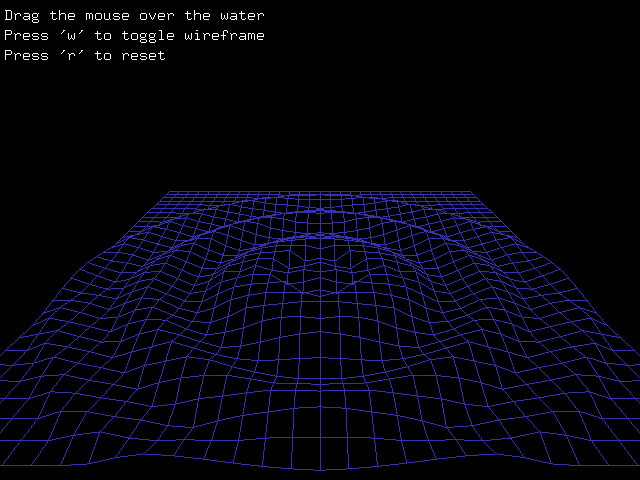 Drag the mouse over the water
Press 'w' to toggle wireframe
Press 'r' to reset